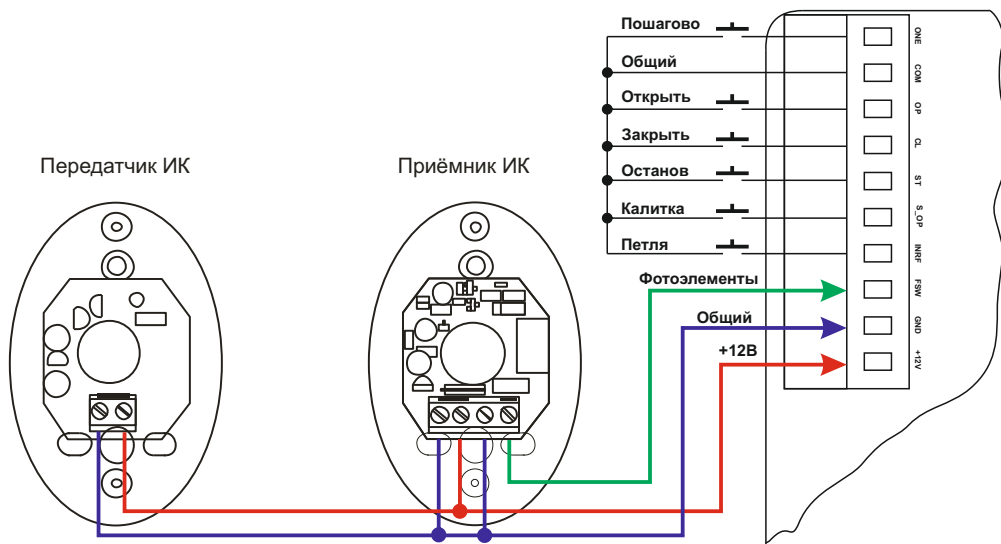 Пошагово
Общий
Открыть
Закрыть
Останов
Калитка
Петля
Фотоэлементы
Общий
+12В
ONE
COM
OP
CL
ST
S_OP
INRF
FSW
GND
+12V
Передатчик ИК
Приёмник ИК